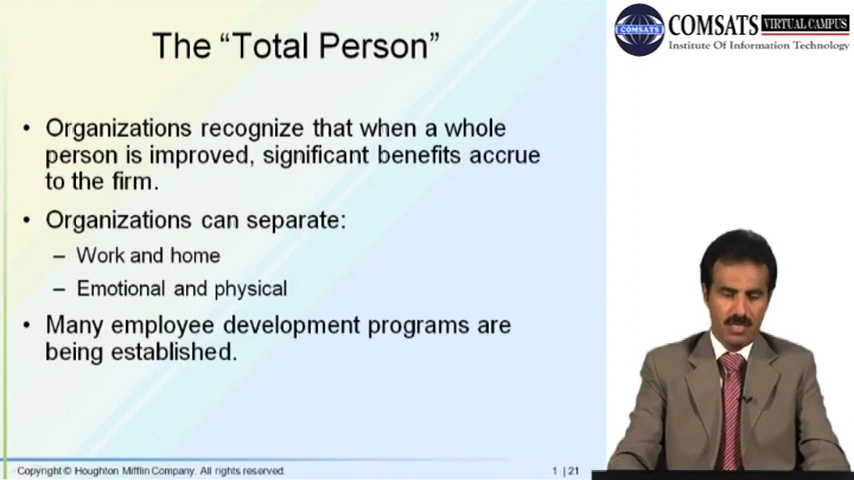 The “Total Person”
COMSATS VIRTUAL CAMPUS
Institute Of Information Technology
COMSATS
• Organizations recognize that when a whole
person is improved, significant benefits accrue
to the firm.
• Organizations can separate:
– Work and home
– Emotional and physical
• Many employee development programs are
being established.
Copyright © Houghton Mifflin Company. All rights reserved.
1 | 21